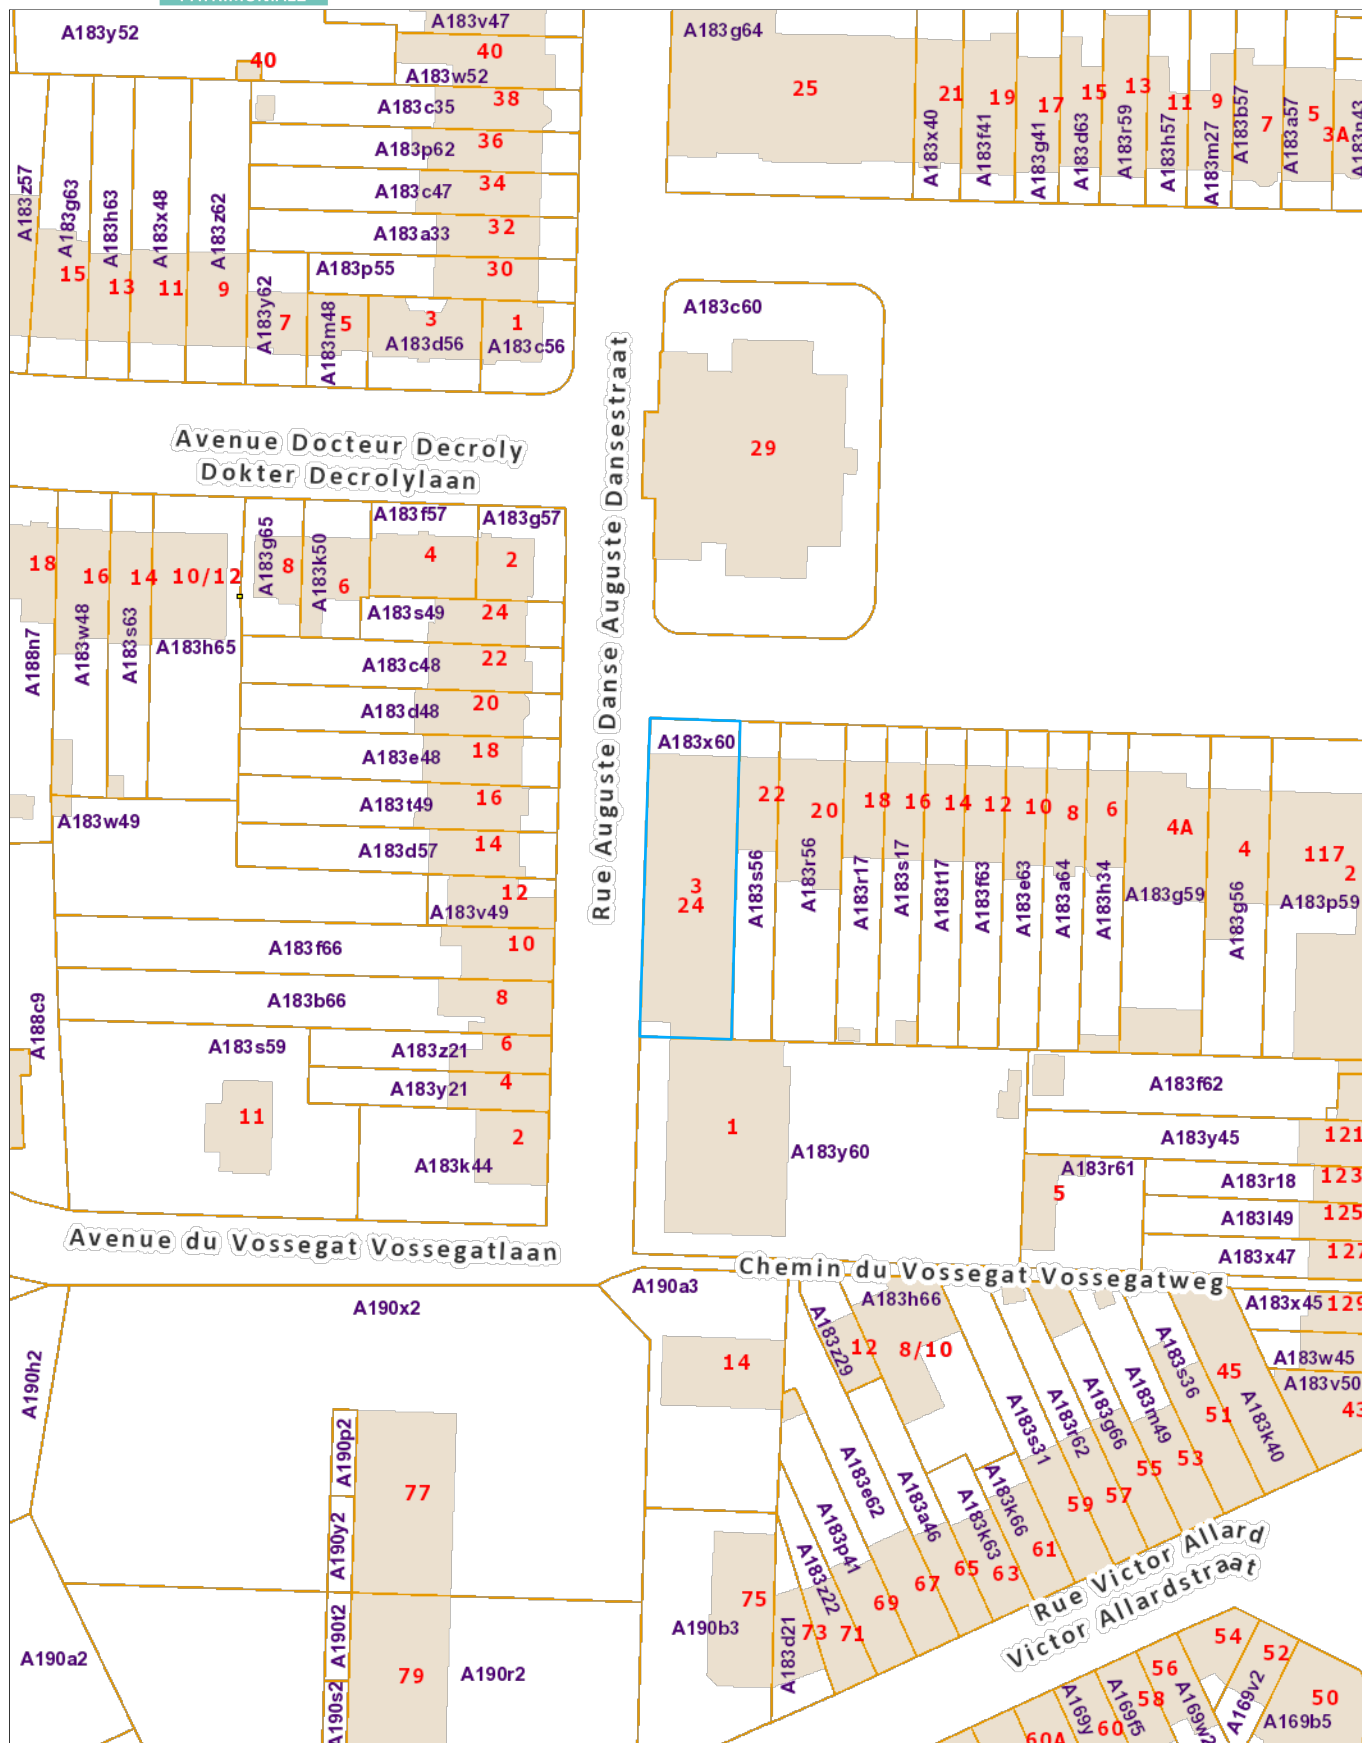 A183y52
40
A183v47
40
A183w52
A183c35
38
A183p62
36
A183c47
34
A183a33
32
A183p55
30
A183z57
A183g63
15
A183h63
13
A183x48
11
A183z62
9
A183y62
7
A183m48
5
3
A183d56
1
A183c56
A183g64
25
A183x40
21
A183f41
19
A183g41
17
A183d63
15
A183r59
13
A183h57
11
A183m27
9
A183b57
7
A183a57
5
3A
A183n43
A183c60
29
Avenue Docteur Decroly
Dokter Decrolylaan
Rue Auguste Danse Auguste Dansestraat
18
A188n7
16
A183w48
14
A183s63
10/12
A183h65
A183g65
8
A183k50
6
A183f57
4
A183g57
2
A183s49
24
A183c48
22
A183d48
20
A183e48
18
A183t49
16
A183d57
14
A183w49
12
A183v49
A183f66
10
A183b66
8
A188c9
A183s59
11
A183z21
6
A183y21
4
A183k44
2
A183x60
3
24
22
A183s56
20
A183r56
18
A183r17
16
A183s17
14
A183t17
12
A183f63
10
A183e63
8
A183a64
6
A183h34
4A
A183g59
4
A183g56
117
2
A183p59
1
A183y60
A183f62
A183y45
121
A183r61
5
A183r18
123
A183l49
125
A183x47
127
Avenue du Vossegat Vossegatlaan
Chemin du Vossegat Vossegatweg
A190x2
A190a3
14
A190h2
A190p2
77
A190y2
A190t2
A190s2
79
A190r2
A190a2
A190b3
75
A183z29
12
A183h66
8/10
A183s31
A183r62
A183g66
A183m49
A183s36
A183k40
45
51
53
55
57
59
61
63
65
67
69
71
73
A183e62
A183a46
A183k63
A183k66
A183p41
A183z22
A183d21
A183x45
129
A183w45
A183v50
43
Rue Victor Allard
Victor Allardstraat
54
52
56
58
60
60A
50
A169y
A169f5
A169v2
A169b5